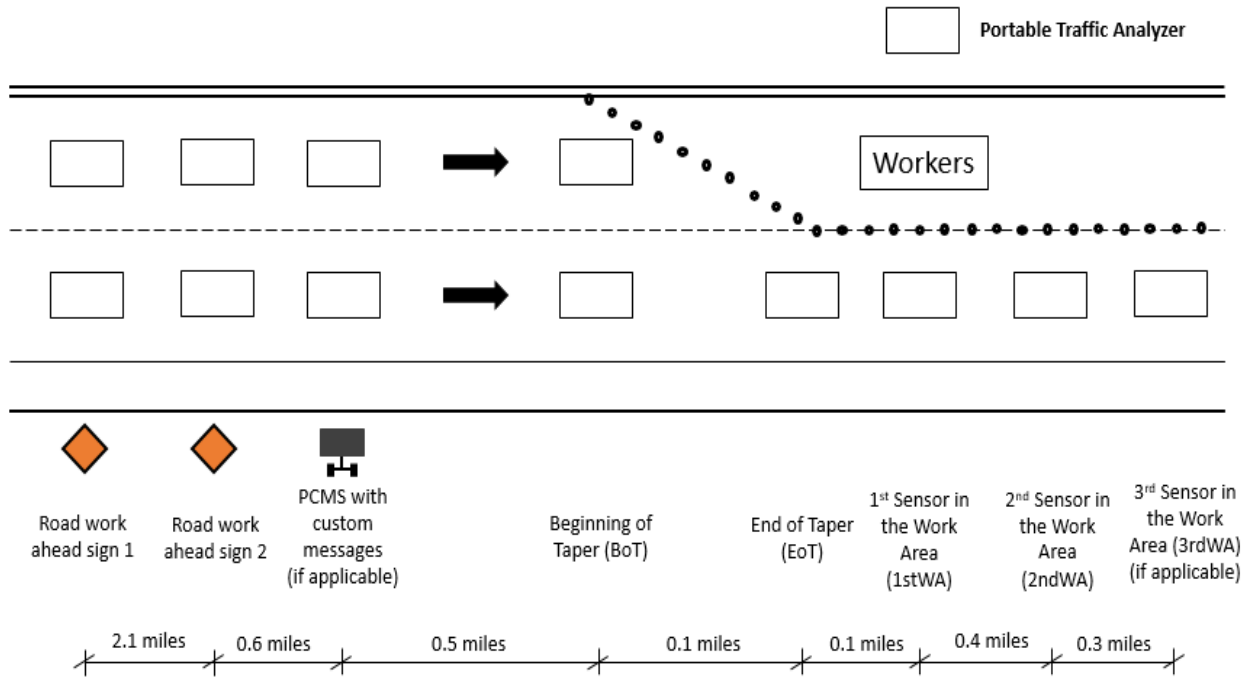 Portable Traffic Analyzer
Workers
Road work
ahead sign 1
Road work
ahead sign 2
PCMS with
custom
messages
(if applicable)
Beginning of
Taper (BoT)
End of Taper
(EoT)
1st Sensor in
the Work
Area
(1stWA)
2nd Sensor in
the Work
Area
(2ndWA)
3rd Sensor in
the Work
Area (3rdWA)
(if applicable)
2.1 miles
0.6 miles
0.5 miles
0.1 miles
0.1 miles
0.4 miles
0.3 miles